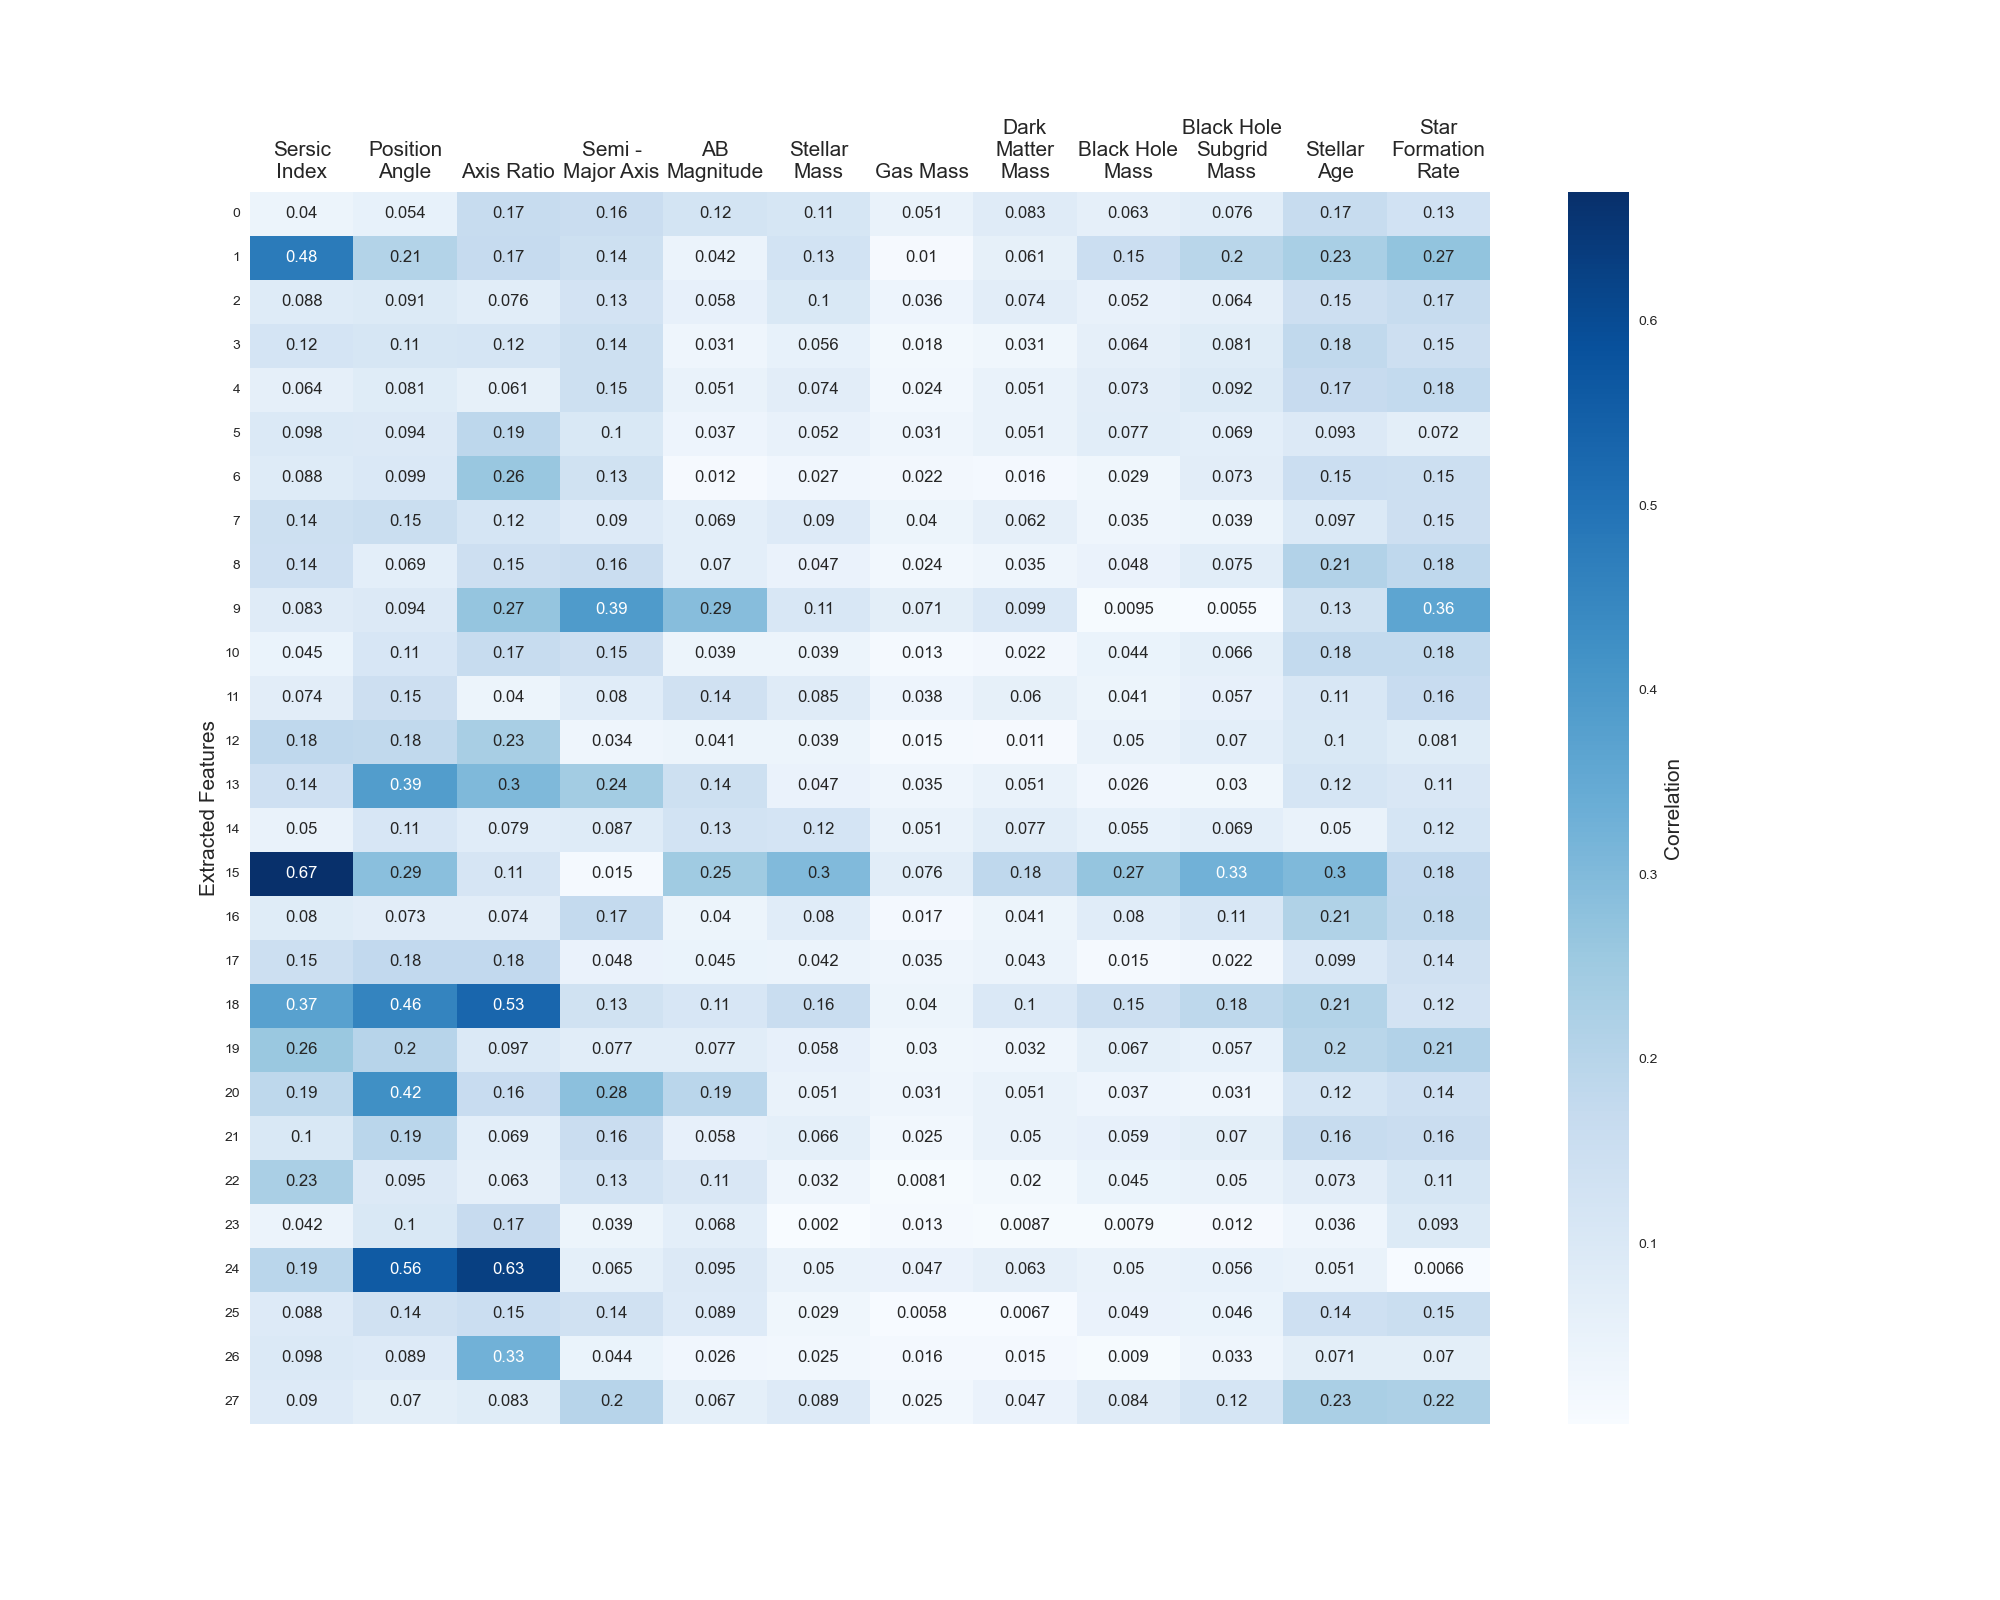 Sersic Index
Position Angle
Axis Ratio
Semi - Major Axis
AB Magnitude
Stellar Mass
Gas Mass
Dark Matter Mass
Black Hole Mass
Black Hole Subgrid Mass
Stellar Age
Star Formation Rate
0 0.04 0.054 0.17 0.16 0.12 0.11 0.051 0.083 0.063 0.076 0.17 0.13
1 0.48 0.21 0.17 0.14 0.042 0.13 0.01 0.061 0.15 0.2 0.23 0.27
2 0.088 0.091 0.076 0.13 0.058 0.1 0.036 0.074 0.052 0.064 0.15 0.17
3 0.12 0.11 0.12 0.14 0.031 0.056 0.018 0.031 0.064 0.081 0.18 0.15
4 0.064 0.081 0.061 0.15 0.051 0.074 0.024 0.051 0.073 0.092 0.17 0.18
5 0.098 0.094 0.19 0.1 0.037 0.052 0.031 0.051 0.077 0.069 0.093 0.072
6 0.088 0.099 0.26 0.13 0.012 0.027 0.022 0.016 0.029 0.073 0.15 0.15
7 0.14 0.15 0.12 0.09 0.069 0.09 0.04 0.062 0.035 0.039 0.097 0.15
8 0.14 0.069 0.15 0.16 0.07 0.047 0.024 0.035 0.048 0.075 0.21 0.18
9 0.083 0.094 0.27 0.39 0.29 0.11 0.071 0.099 0.0095 0.0055 0.13 0.36
10 0.045 0.11 0.17 0.15 0.039 0.039 0.013 0.022 0.044 0.066 0.18 0.18
11 0.074 0.15 0.04 0.08 0.14 0.085 0.038 0.06 0.041 0.057 0.11 0.16
12 0.18 0.18 0.23 0.034 0.041 0.039 0.015 0.011 0.05 0.07 0.1 0.081
13 0.14 0.39 0.3 0.24 0.14 0.047 0.035 0.051 0.026 0.03 0.12 0.11
14 0.05 0.11 0.079 0.087 0.13 0.12 0.051 0.077 0.055 0.069 0.05 0.12
15 0.67 0.29 0.11 0.015 0.25 0.3 0.076 0.18 0.27 0.33 0.3 0.18
16 0.08 0.073 0.074 0.17 0.04 0.08 0.017 0.041 0.08 0.11 0.21 0.18
17 0.15 0.18 0.18 0.048 0.045 0.042 0.035 0.043 0.015 0.022 0.099 0.14
18 0.37 0.46 0.53 0.13 0.11 0.16 0.04 0.1 0.15 0.18 0.21 0.12
19 0.26 0.2 0.097 0.077 0.077 0.058 0.03 0.032 0.067 0.057 0.2 0.21
20 0.19 0.42 0.16 0.28 0.19 0.051 0.031 0.051 0.037 0.031 0.12 0.14
21 0.1 0.19 0.069 0.16 0.058 0.066 0.025 0.05 0.059 0.07 0.16 0.16
22 0.23 0.095 0.063 0.13 0.11 0.032 0.0081 0.02 0.045 0.05 0.073 0.11
23 0.042 0.1 0.17 0.039 0.068 0.002 0.013 0.0087 0.0079 0.012 0.036 0.093
24 0.19 0.56 0.63 0.065 0.095 0.05 0.047 0.063 0.05 0.056 0.051 0.0066
25 0.088 0.14 0.15 0.14 0.089 0.029 0.0058 0.0067 0.049 0.046 0.14 0.15
26 0.098 0.089 0.33 0.044 0.026 0.025 0.016 0.015 0.009 0.033 0.071 0.07
27 0.09 0.07 0.083 0.2 0.067 0.089 0.025 0.047 0.084 0.12 0.23 0.22
Extracted Features
0.6
0.5
0.4
0.3
0.2
0.1
Correlation